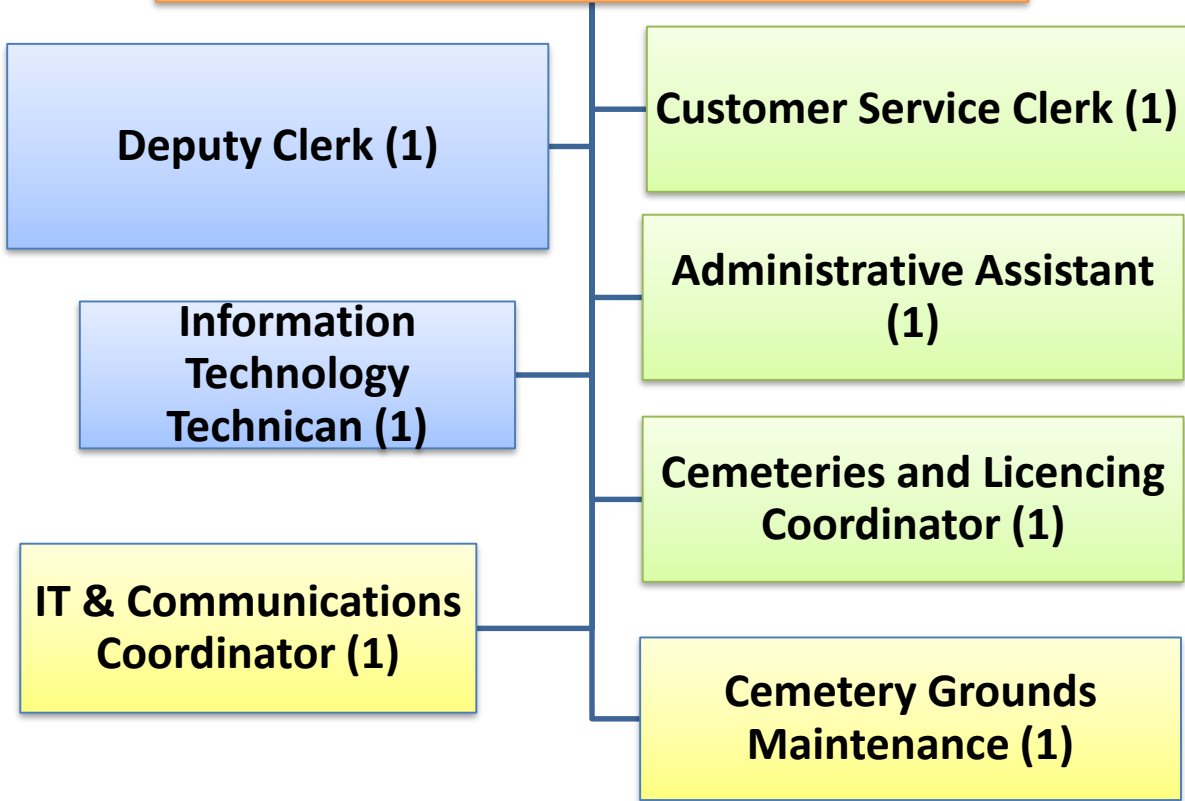 Deputy Clerk (1)
Customer Service Clerk (1)
Administrative Assistant
(1)
Information
Technology
Technican (1)
Cemeteries and Licencing
Coordinator (1)
IT & Communications
Coordinator (1)
Cemetery Grounds
Maintenance (1)